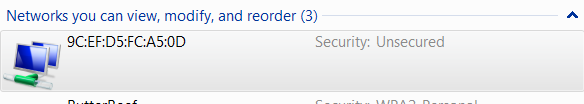 Networks you can view, modify, and reorder (3)
9C:EF:D5:FC:A5:0D Security: Unsecured